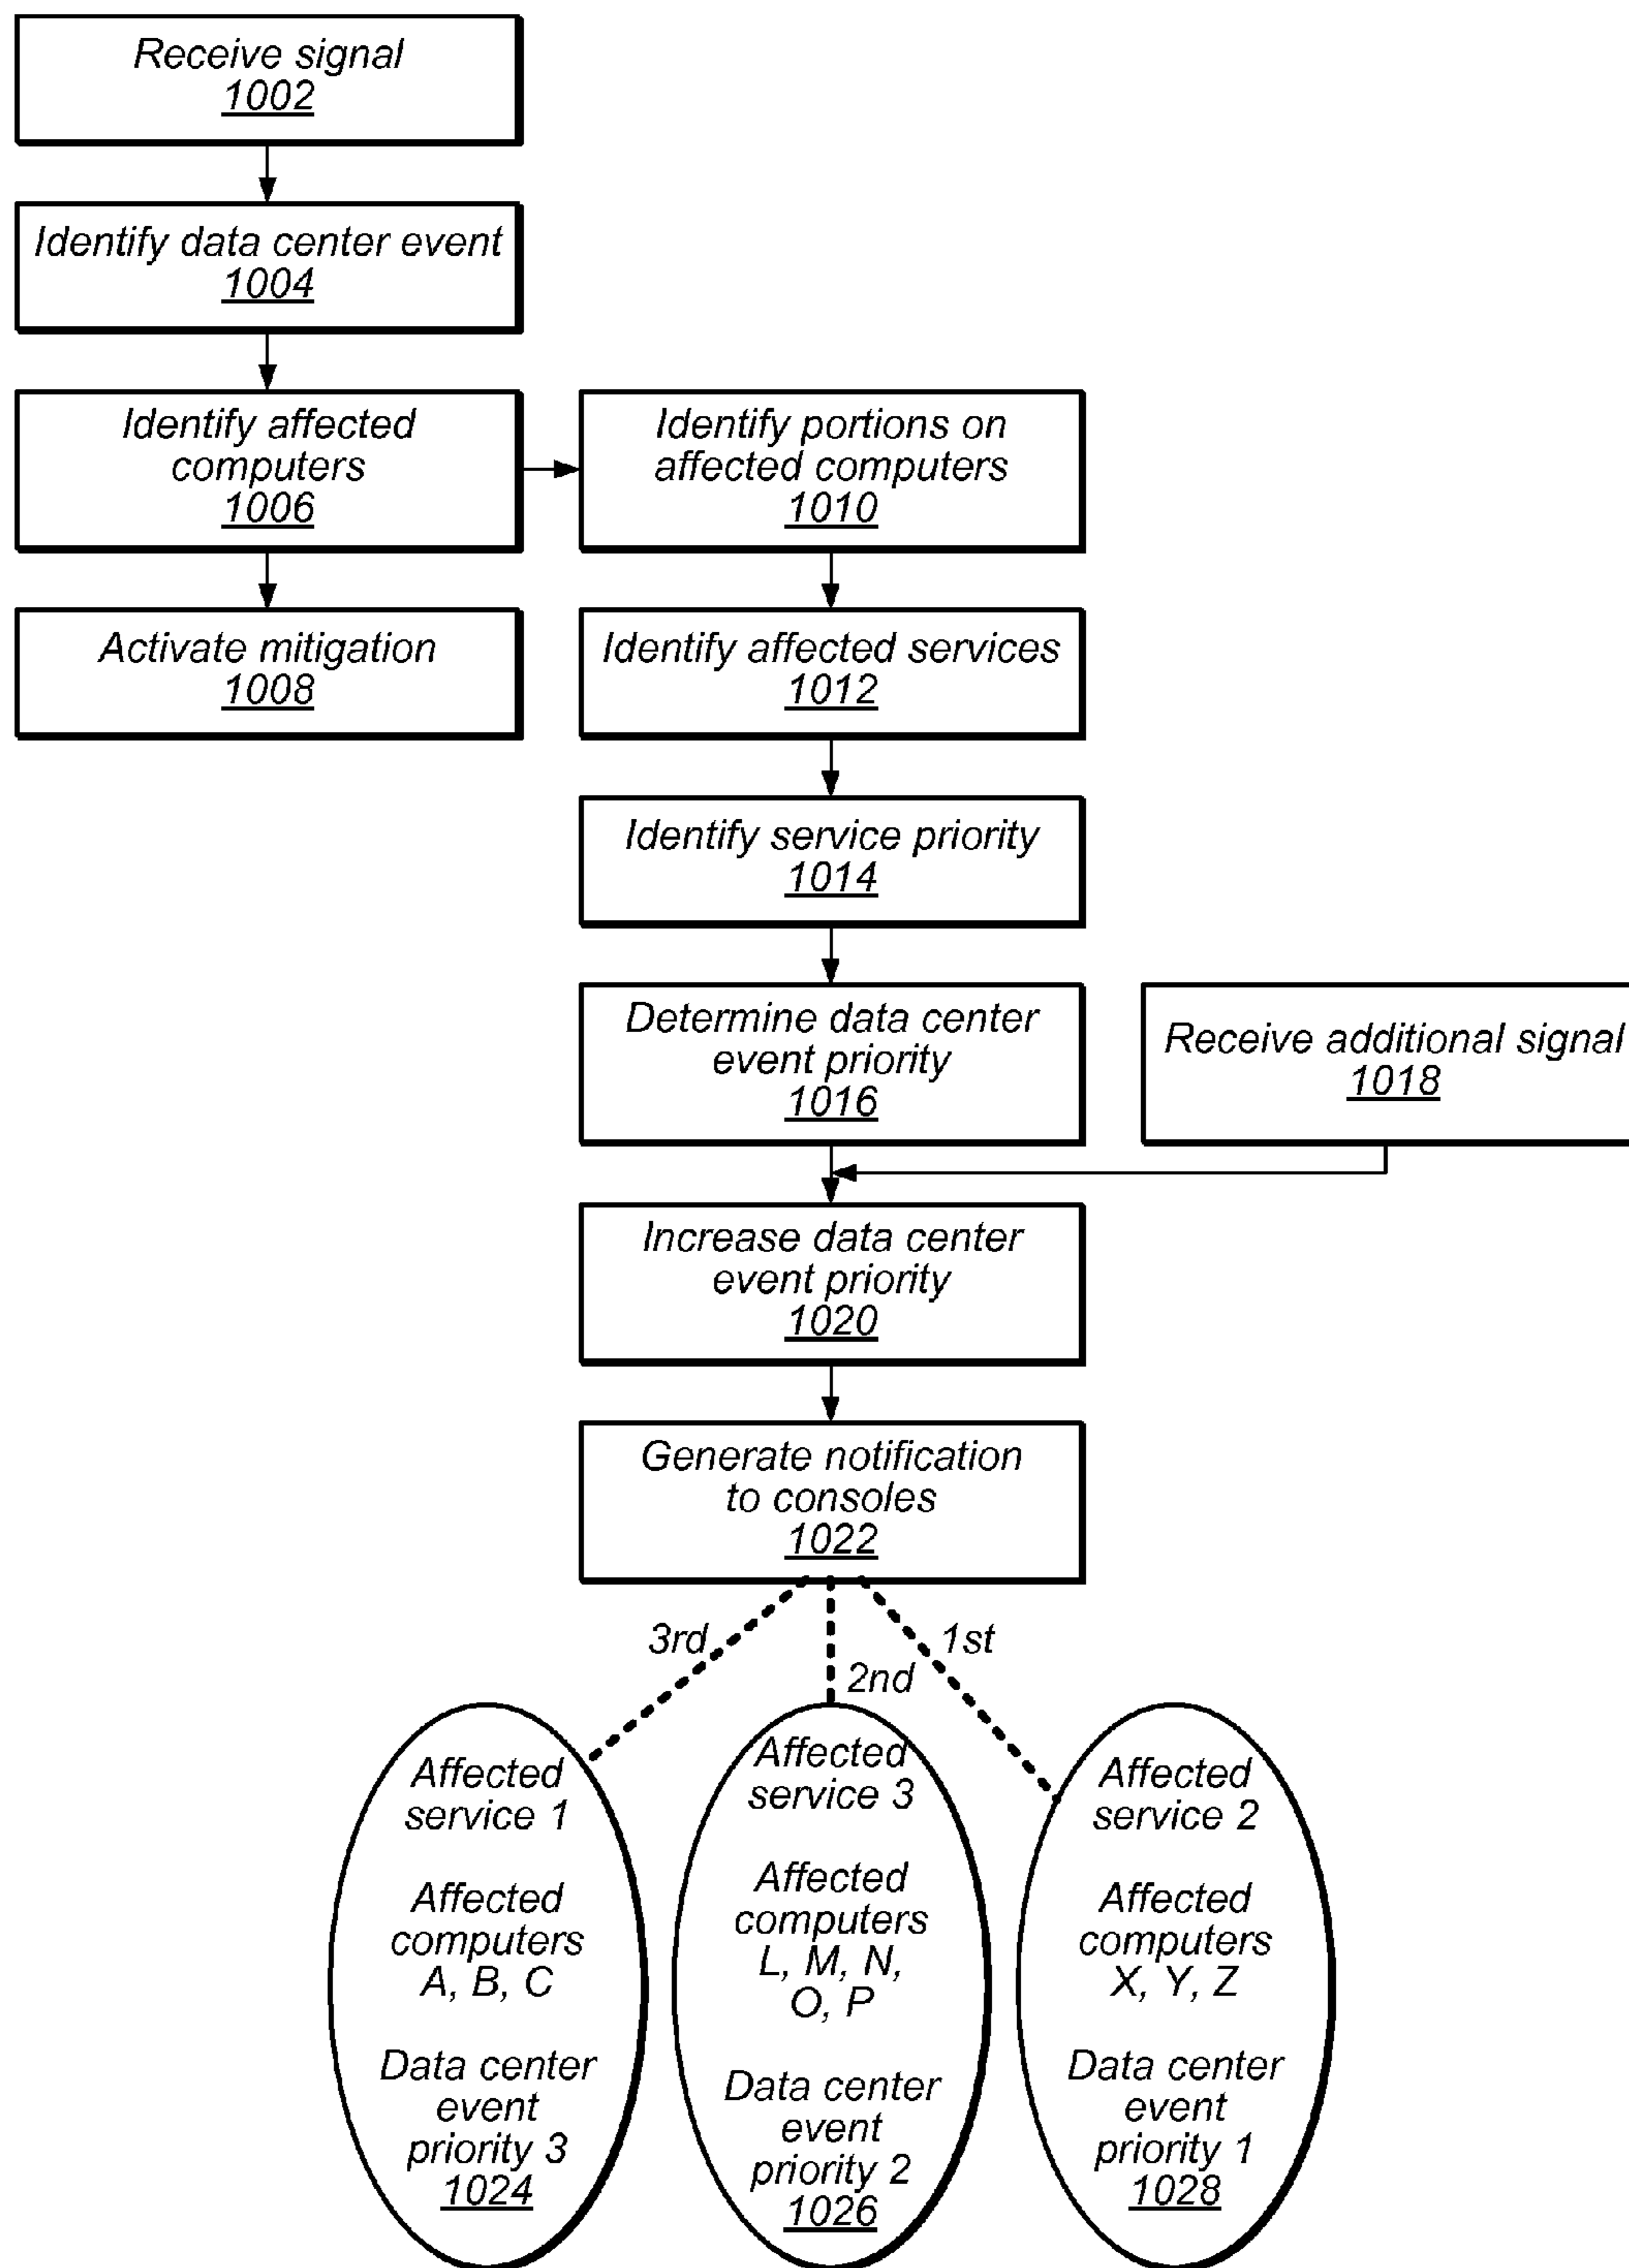 Receive signal
1002
Identify data center event
1004
Identify affected
computers
1006
Identify portions on
affected computers
1010
Activate mitigation
1008
Identify affected services
1012
Identify service priority
1014
Determine data center
event priority
1016
Receive additional signal
1018
Increase data center
event priority
1020
Generate notification
to consoles
1022
3rd
2nd
1st
Affected
service 1
Affected
computers
A, B, C
Data center
event
priority 3
1024
Affected
service 3
Affected
computers
L, M, N,
O, P
Data center
event
priority 2
1026
Affected
service 2
Affected
computers
X, Y, Z
Data center
event
priority 1
1028